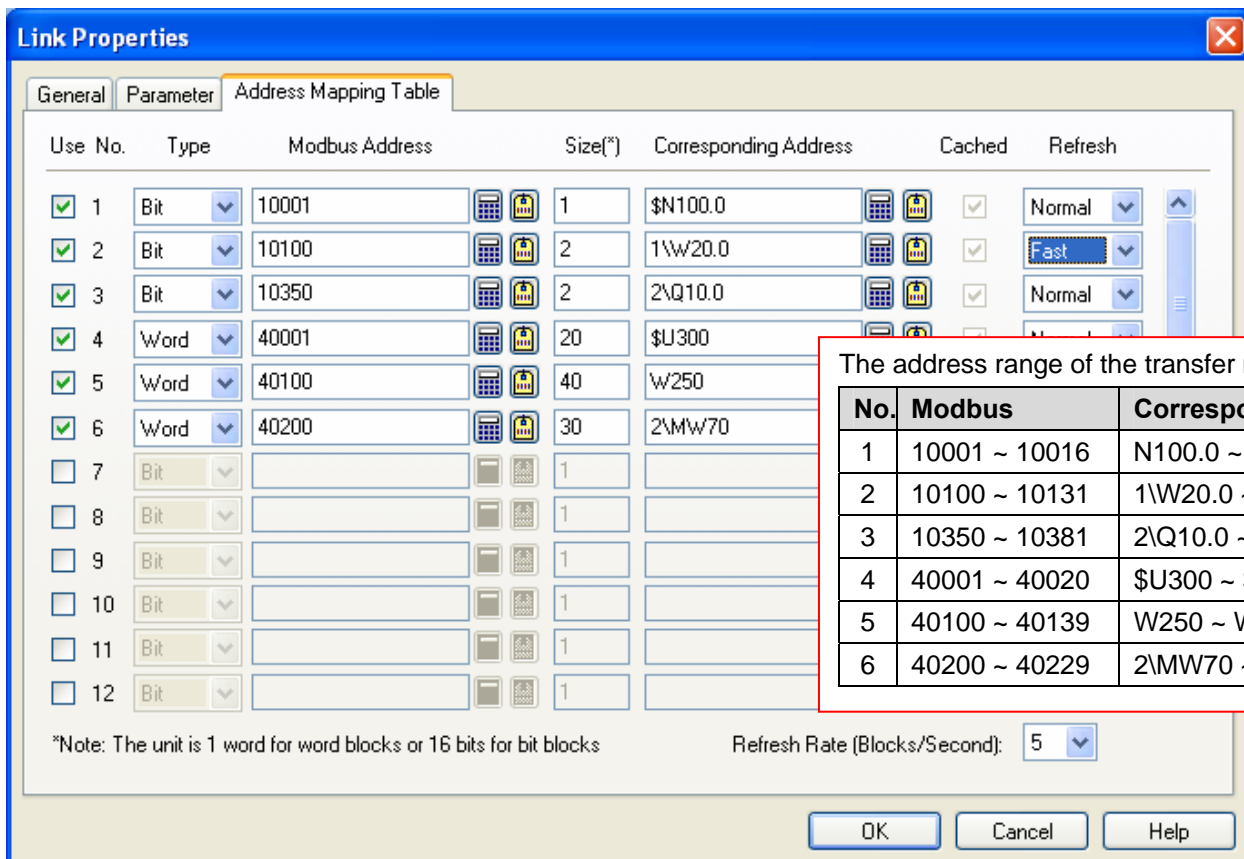 Link Properties
General Parameter Address Mapping Table
Use No. Type Modbus Address Size(*) Corresponding Address Cached Refresh
1 Bit 10001 1 $N100.0 Normal
2 Bit 10100 2 1\W20.0 Fast
3 Bit 10350 2 2\Q10.0 Normal
4 Word 40001 20 $U300
5 Word 40100 40 W250
6 Word 40200 30 2\MW70
7 Bit 1
8 Bit 1
9 Bit 1
10 Bit 1
11 Bit 1
12 Bit 1
The address range of the transfer
No. Modbus
1 10001 ~ 10016 N100.0 ~
2 10100 ~ 10131 1\W20.0 ~
3 10350 ~ 10381 2\Q10.0 ~
4 40001 ~ 40020 $U300 ~
5 40100 ~ 40139 W250 ~
6 40200 ~ 40229 2\MW70 ~
*Note: The unit is 1 word for word blocks or 16 bits for bit blocks Refresh Rate (Blocks/Second): 5
OK Cancel Help